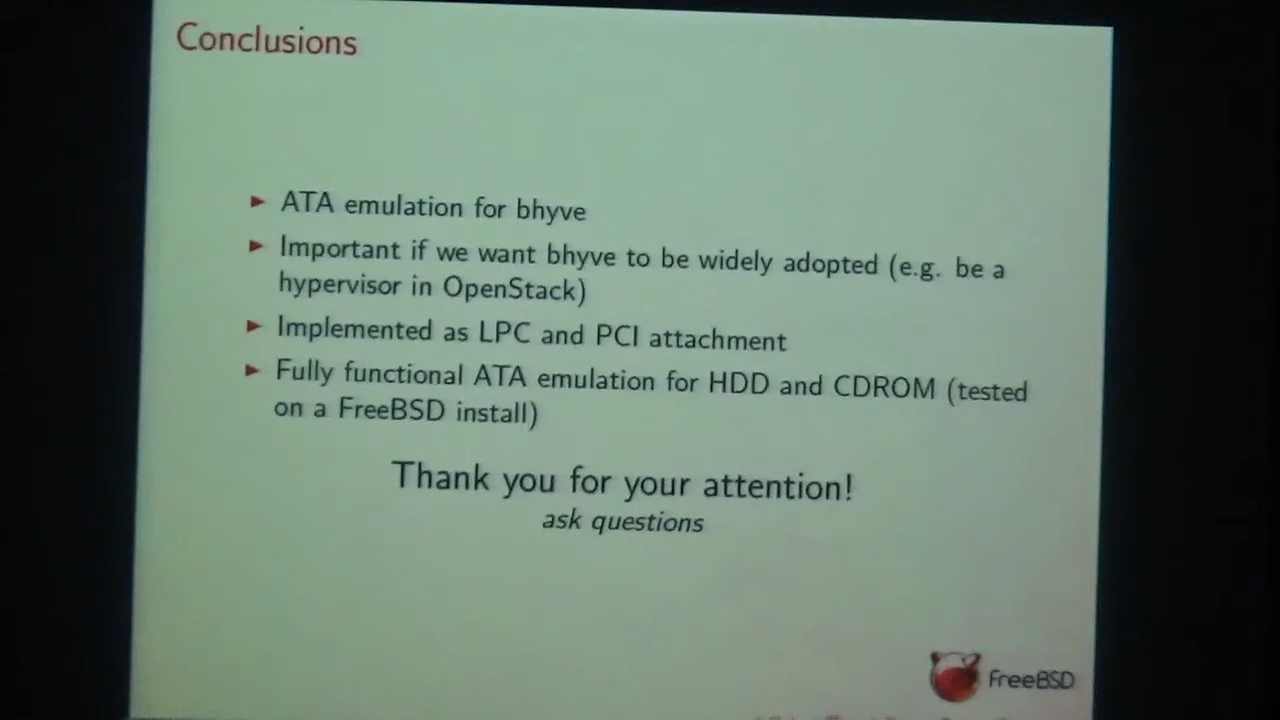 Conclusions
► ATA emulation for bhyve
► Important if we want bhyve to be widely adopted (e.g. be a
hypervisor in OpenStack)
► Implemented as LPC and PCI attachment
► Fully functional ATA emulation for HDD and CDROM (tested
on a FreeBSD install)
Thank you for your attention!
ask questions
FreeBSD